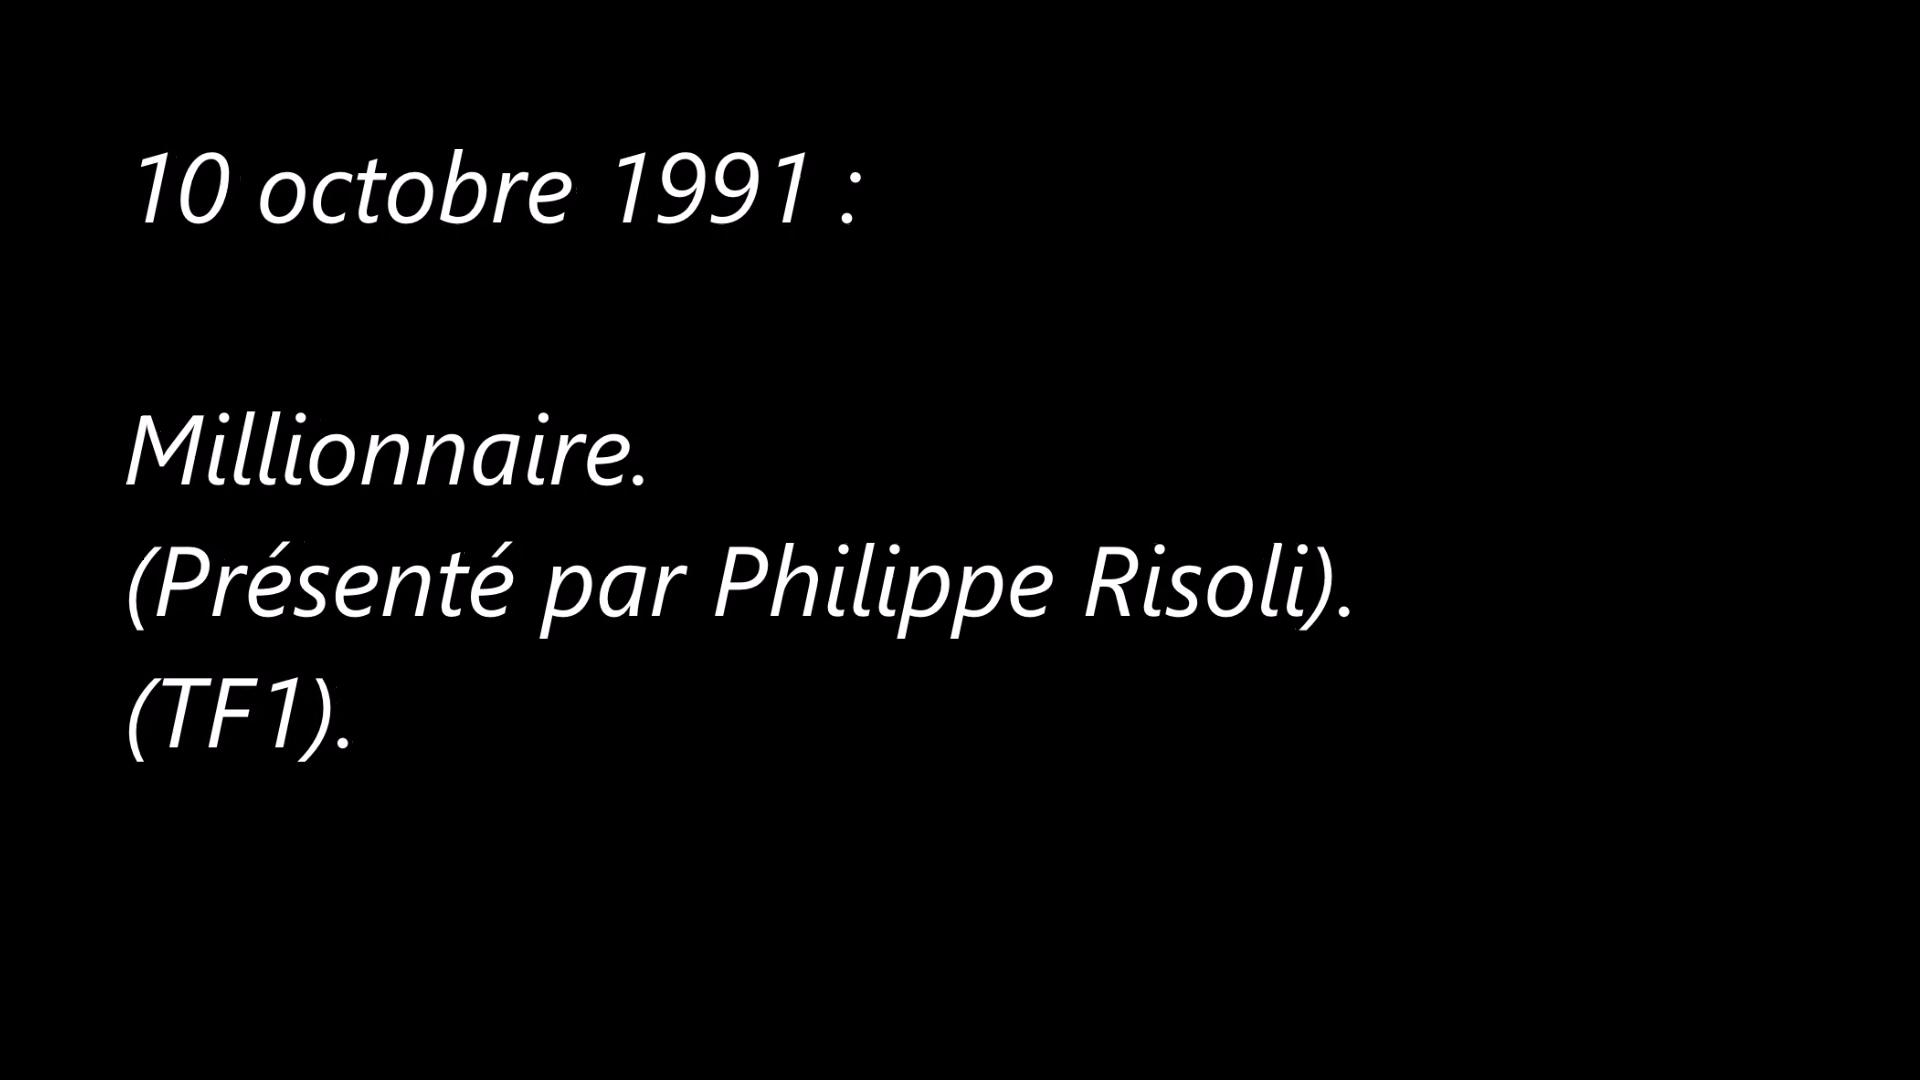 10 octobre 1991 :
Millionnaire.
(Présenté par Philippe Risoli).
(TF1).